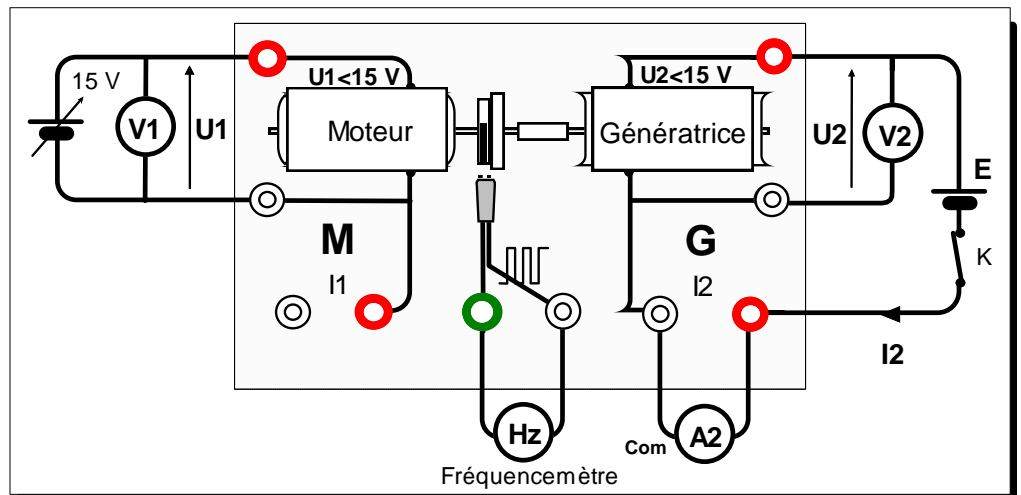 15 V
V1
U1
U1<15 V
Moteur
U2<15 V
Génératrice
U2
V2
E
K
M
I1
G
I2
I2
Hz
Fréquencemètre
Com
A2